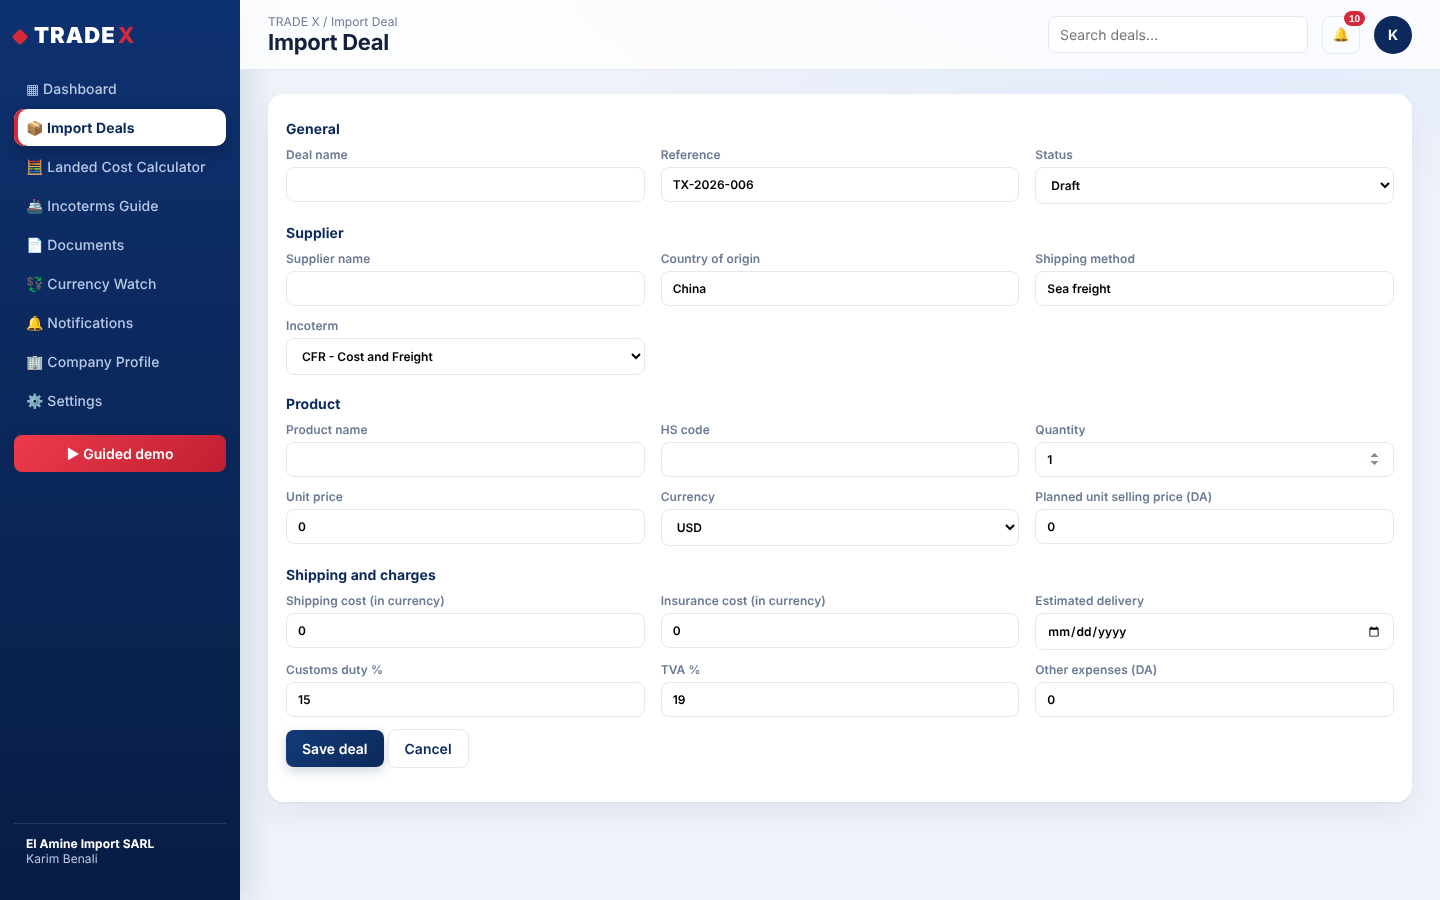 TRADE X
Dashboard
Import Deals
Landed Cost Calculator
Incoterms Guide
Documents
Currency Watch
Notifications
Company Profile
Settings
Guided demo
El Amine Import SARL
Karim Benali
TRADE X / Import Deal
Import Deal
Search deals...
10
K
General
Deal name
Reference
Status
TX-2026-006
Draft
Supplier
Supplier name
Country of origin
Shipping method
China
Sea freight
Incoterm
CFR - Cost and Freight
Product
Product name
HS code
Quantity
1
Unit price
Currency
Planned unit selling price (DA)
0
USD
0
Shipping and charges
Shipping cost (in currency)
Insurance cost (in currency)
Estimated delivery
0
0
mm/dd/yyyy
Customs duty %
TVA %
Other expenses (DA)
15
19
0
Save deal
Cancel